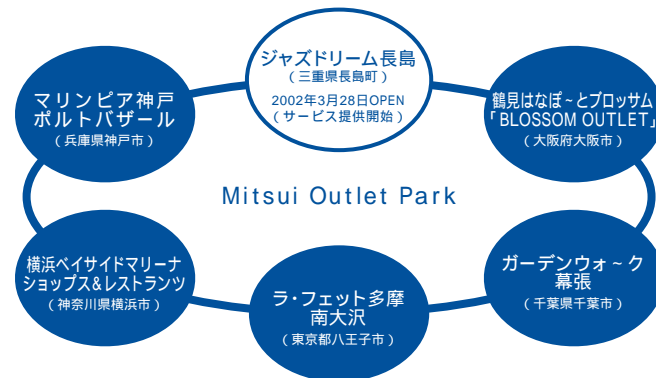 ジャズドリーム長島
（三重県長島町）
2002年3月28日OPEN
（サービス提供開始）
マリンピア神戸
ポルトバザール
（兵庫県神戸市）
鶴見はなぽ～とブロッサム
「BLOSSOM OUTLET」
（大阪府大阪市）
Mitsui Outlet Park
横浜ベイサイドマリーナ
ショップス&レストランツ
（神奈川県横浜市）
ガーデンウォ～ク
幕張
（千葉県千葉市）
ラ・フェット多摩
南大沢
（東京都八王子市）